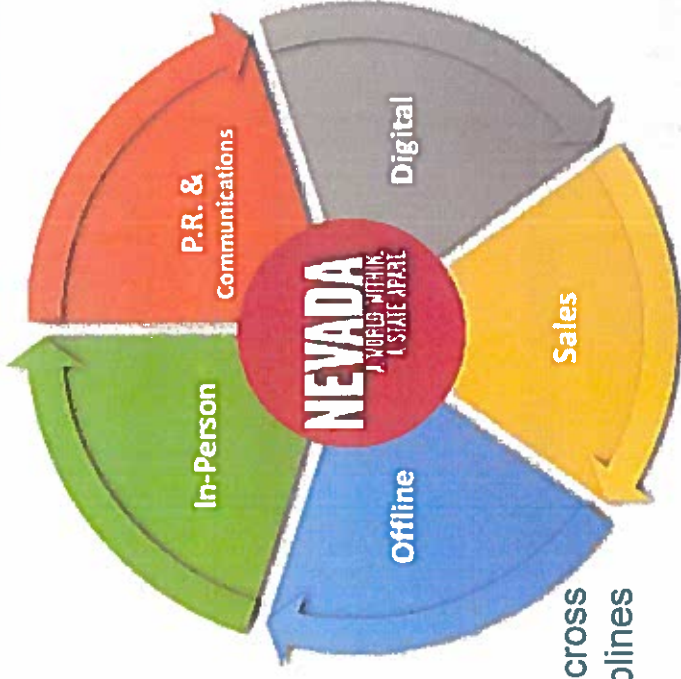 P.R. &
Communications
Digital
Sales
Offline
In-Person
NEVADA
A WORLD WITHIN.
A STATE APART.
cross
plines